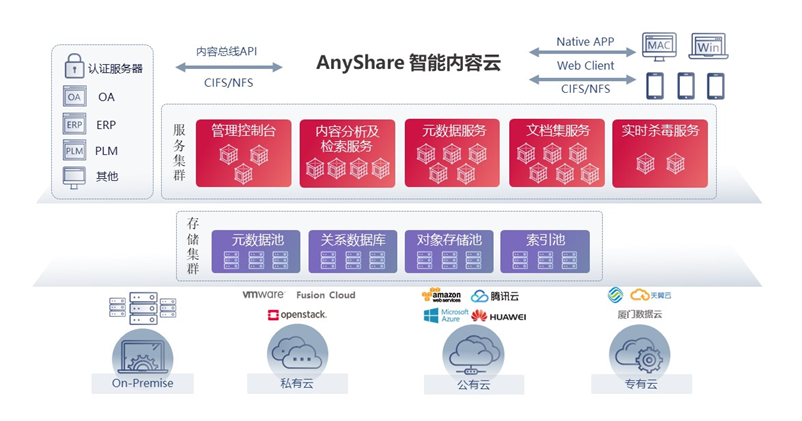 内容总线API
CIFS/NFS
AnyShare 智能内容云
Native APP
Web Client
CIFS/NFS
MAC
Win
认证服务器
OA
OA
ERP
ERP
PLM
PLM
其他
服务集群
管理控制台
内容分析及
检索服务
元数据服务
文档集服务
实时杀毒服务
存储集群
元数据池
关系数据库
对象存储池
索引池
vmware
Fusion Cloud
openstack.
amazon
web services
腾讯云
Microsoft
Azure
HUAWEI
天翼云
厦门数据云
On-Premise
私有云
公有云
专有云